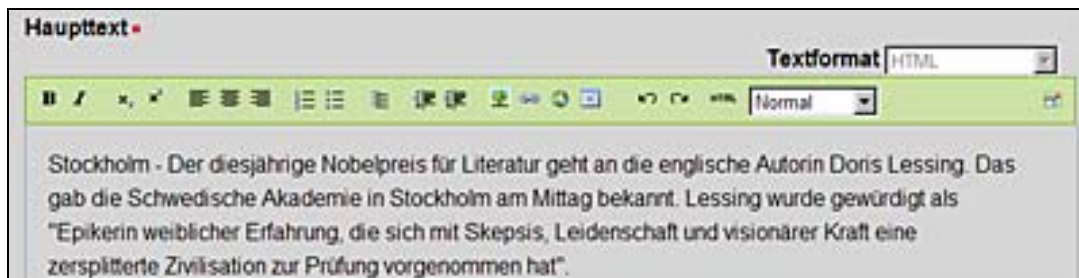 Haupttext
Textformat HTML
B I x, x² HTML Normal
Stockholm - Der diesjährige Nobelpreis für Literatur geht an die englische Autorin Doris Lessing. Das
gab die Schwedische Akademie in Stockholm am Mittag bekannt. Lessing wurde gewürdigt als
"Epikerin weiblicher Erfahrung, die sich mit Skepsis, Leidenschaft und visionärer Kraft eine
zersplitterte Zivilisation zur Prüfung vorgenommen hat".